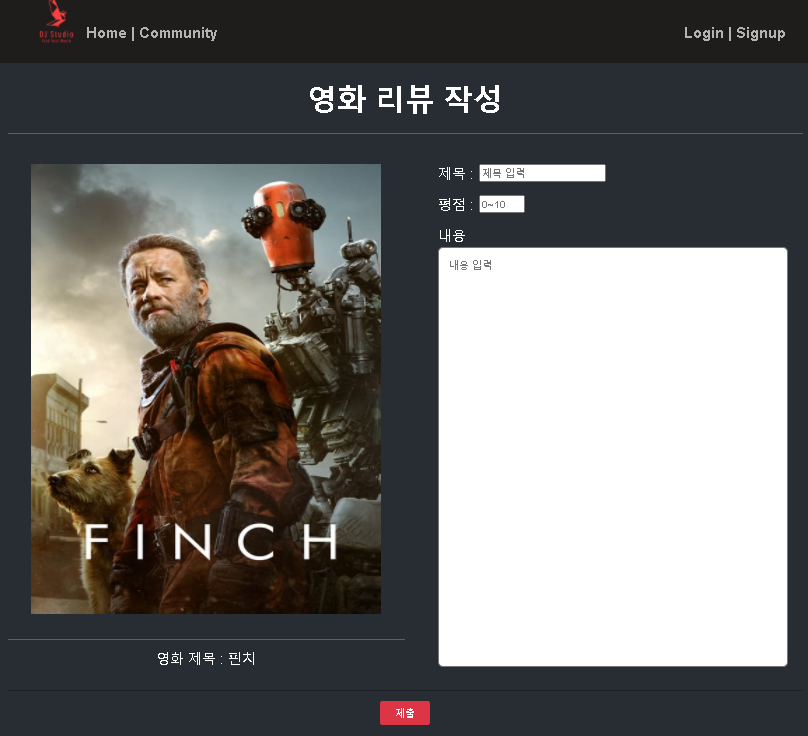 DJ Studio
Home | Community
Login | Signup
영화 리뷰 작성
제목 : 제목 입력
평점 : 0~10
내용
내용 입력
FINCH
영화 제목 : 핀치
제출